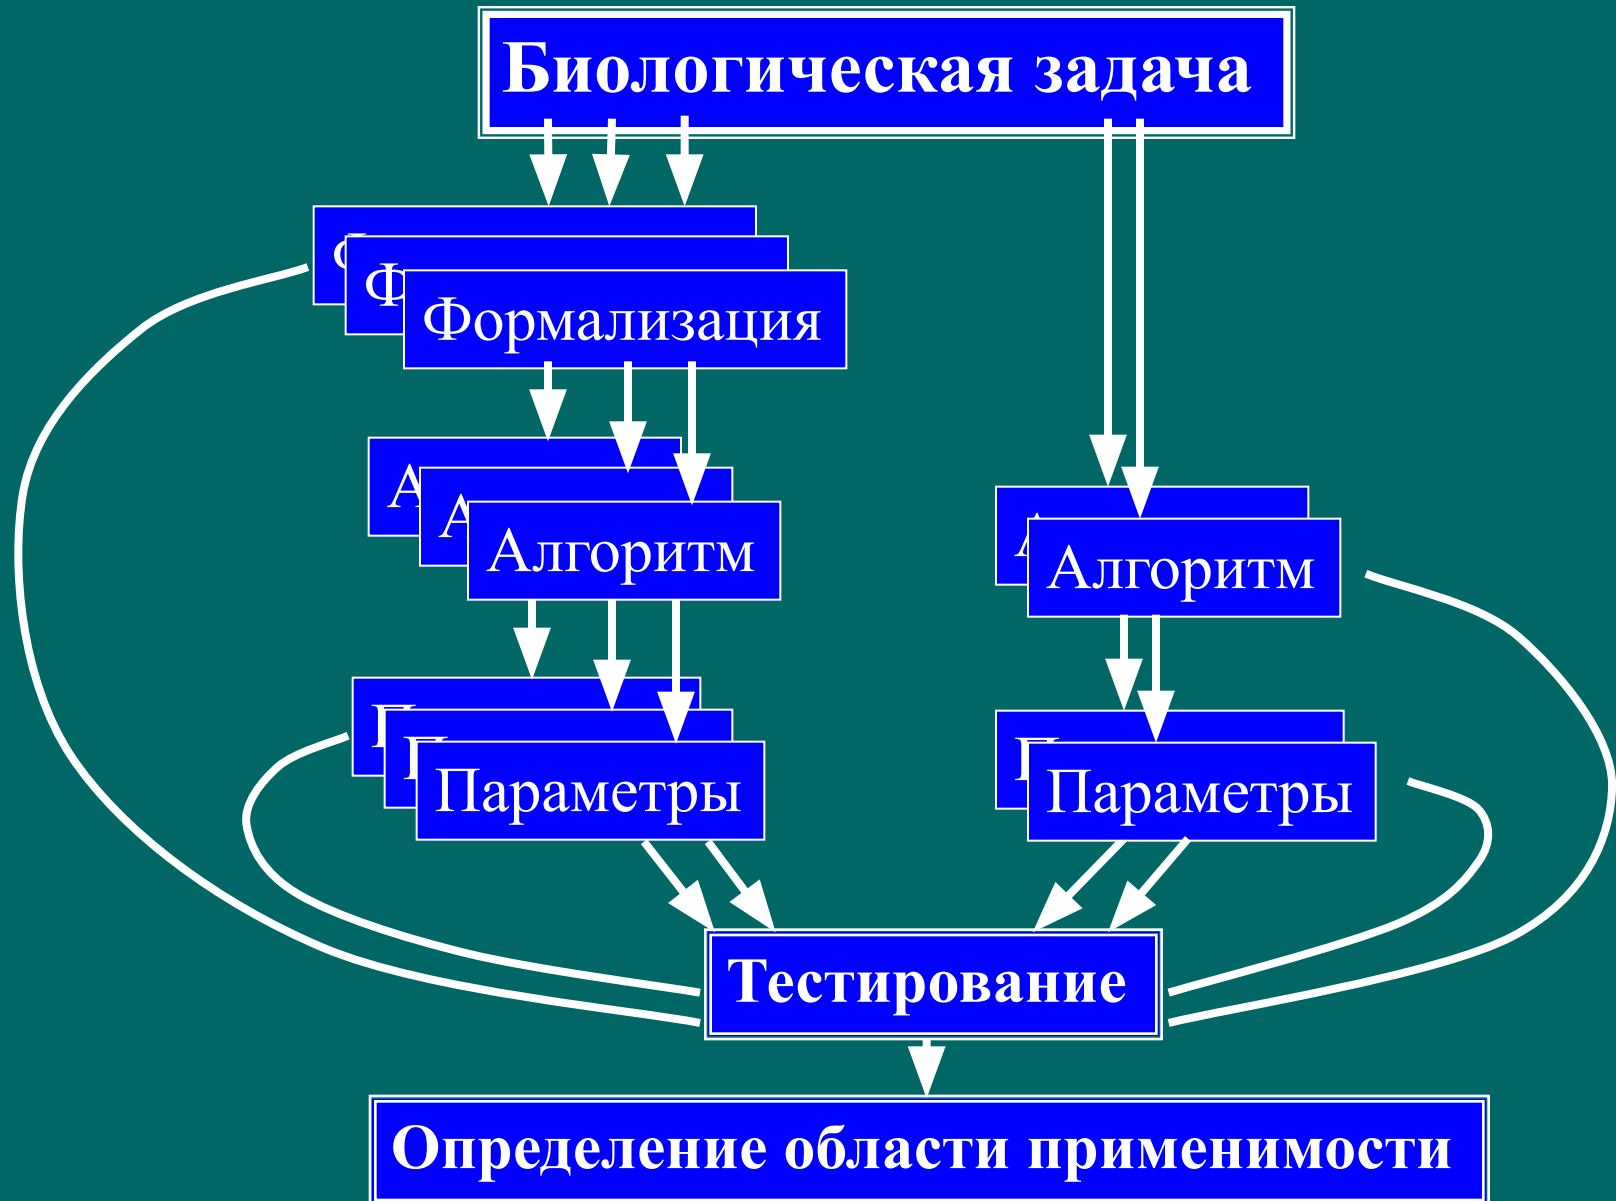 Биологическая задача
Ф
Ф
Формализация
А
А
Алгоритм
А
Алгоритм
П
П
Параметры
П
Параметры
Тестирование
Определение области применимости